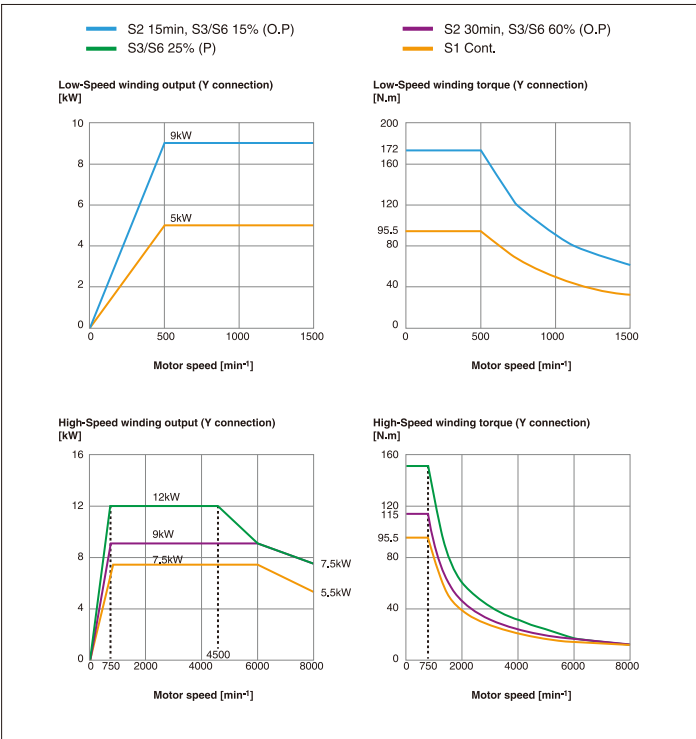 S2 15min, S3/S6 15% (O.P)
S2 30min, S3/S6 60% (O.P)
S3/S6 25% (P)
S1 Cont.
Low-Speed winding output (Y connection)
[kW]
10
8
6
4
2
0
9kW
5kW
0 500 1000 1500
Motor speed [min-1]
Low-Speed winding torque (Y connection)
[N.m]
200
172
160
120
95.5
80
40
0
0 500 1000 1500
Motor speed [min-1]
High-Speed winding output (Y connection)
[kW]
16
12
8
4
0
12kW
9kW
7.5kW
7.5kW
5.5kW
0 750 2000 4000 4500 6000 8000
Motor speed [min-1]
High-Speed winding torque (Y connection)
[N.m]
160
120
115
95.5
80
40
0
0 750 2000 4000 6000 8000
Motor speed [min-1]